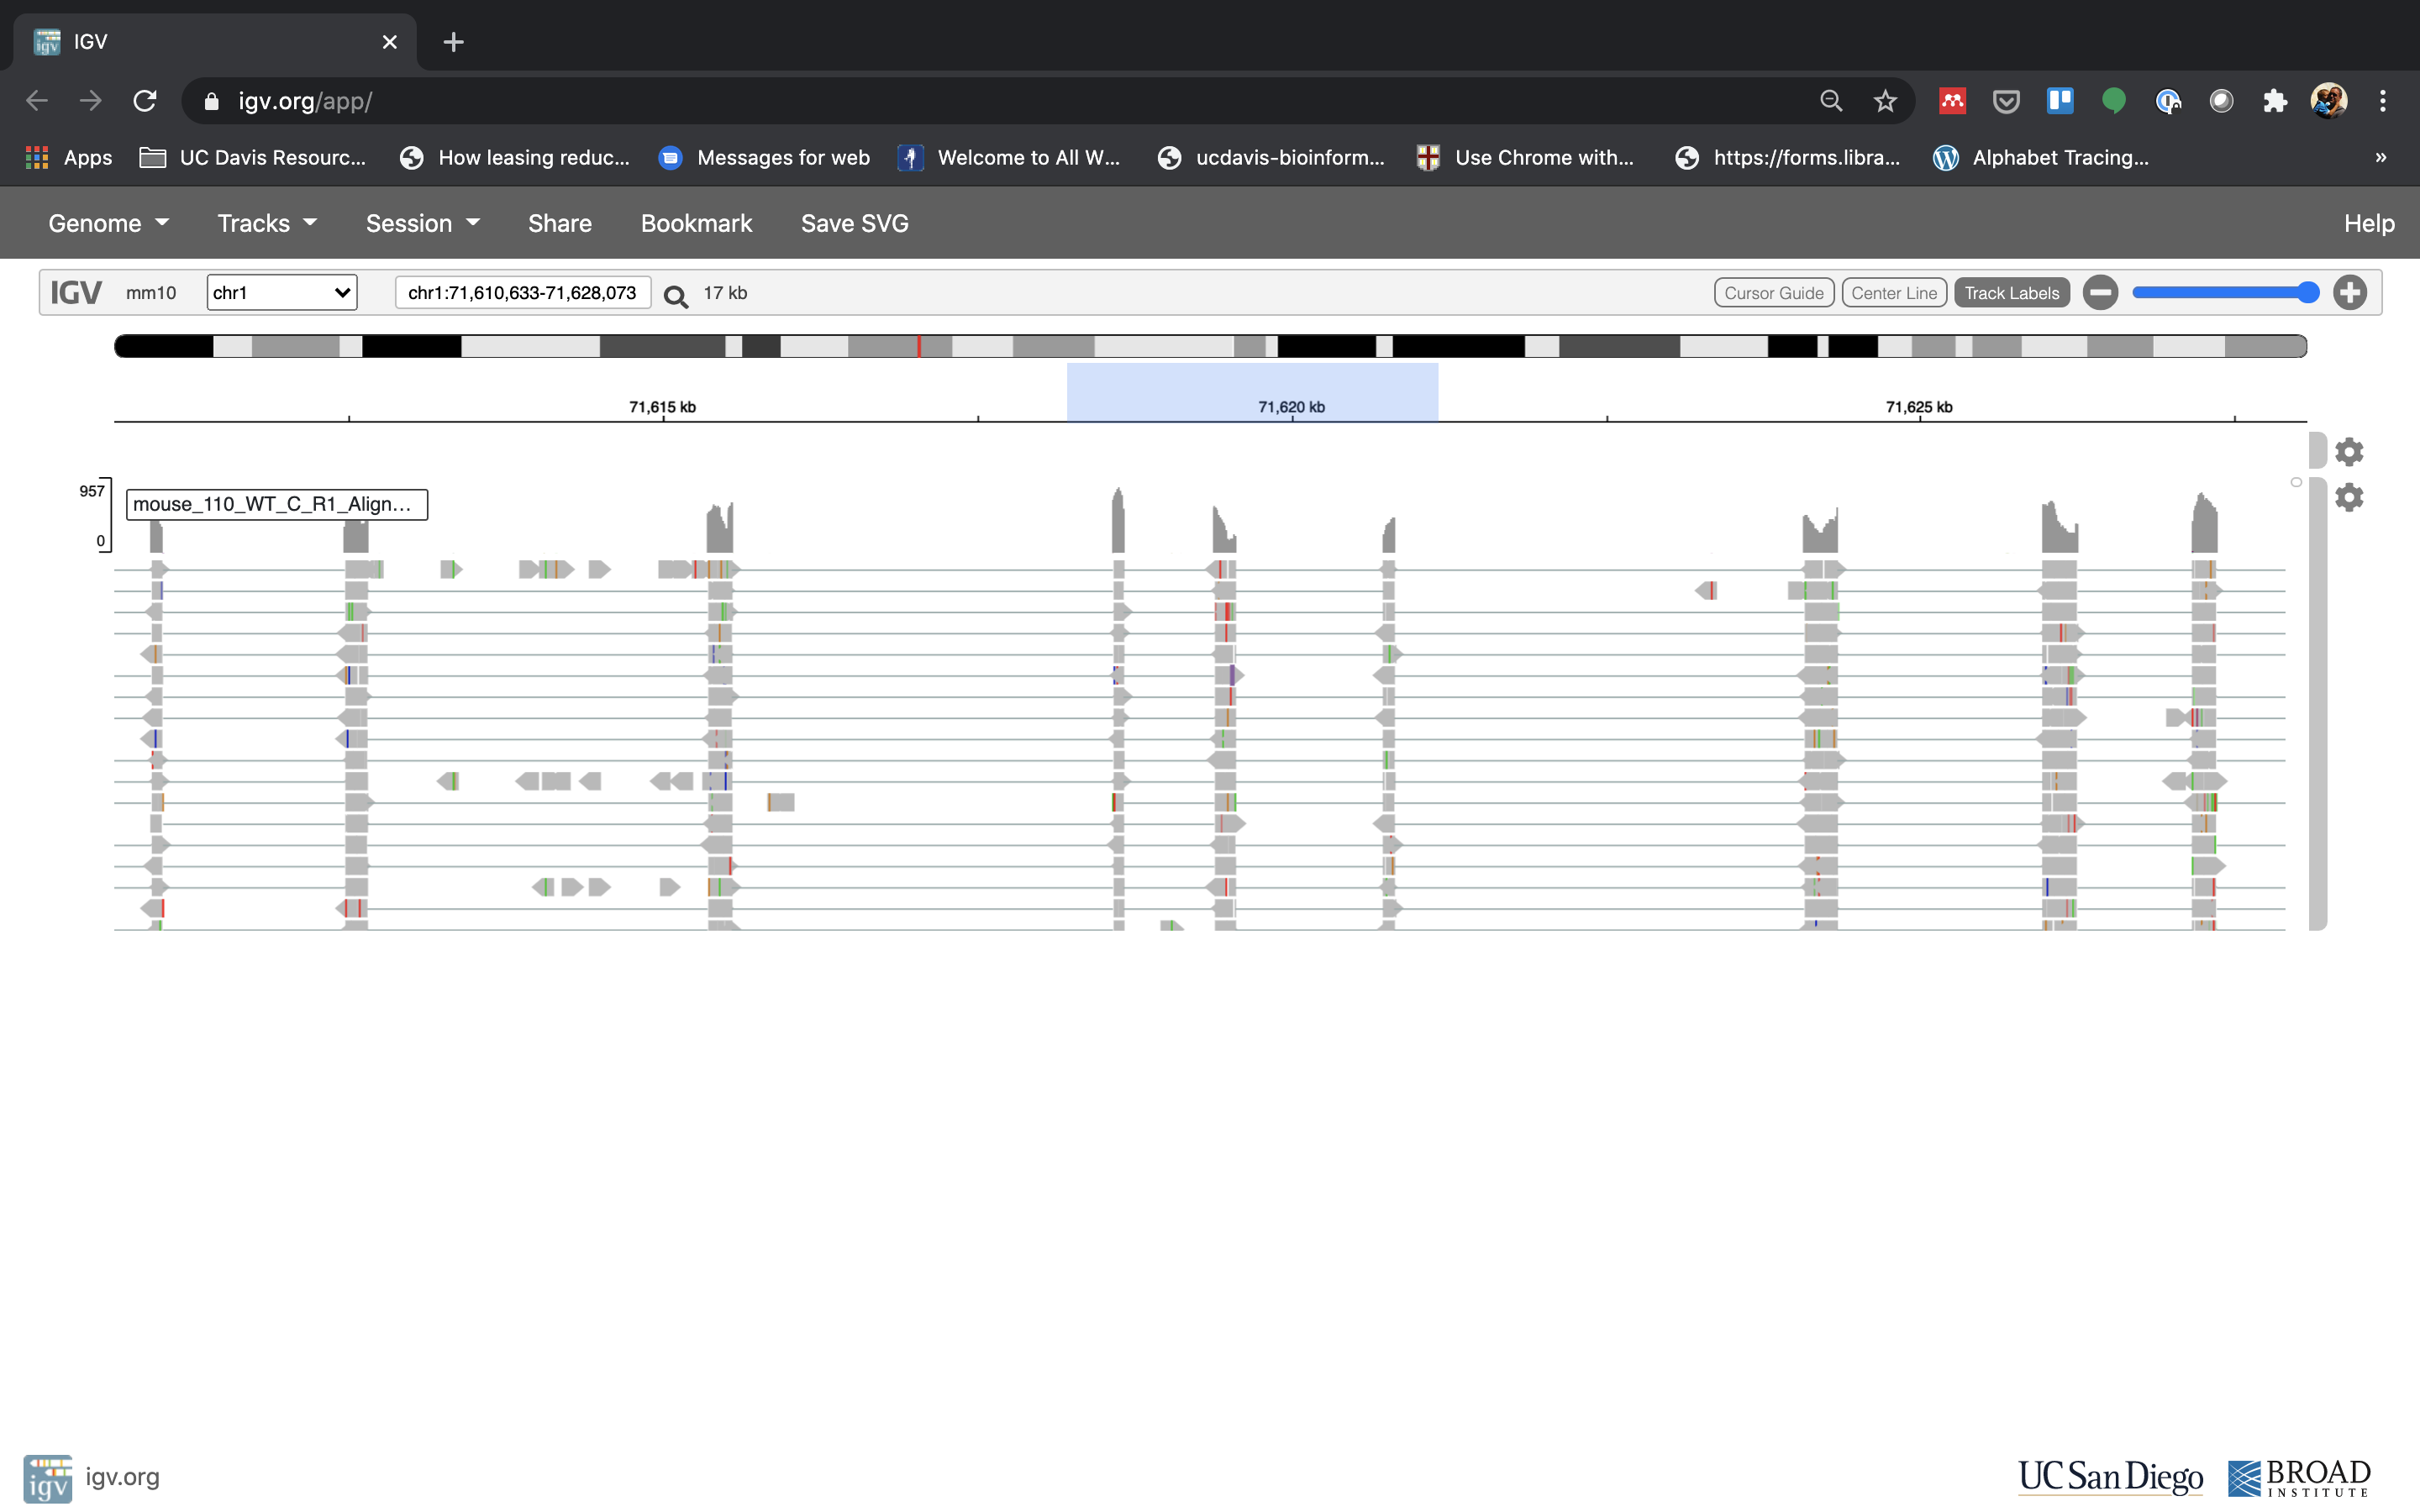 IGV
igv.org/app/
Apps UC Davis Resourc... How leasing reduc... Messages for web Welcome to All W... ucdavis-bioinform... Use Chrome with... https://forms.libra... Alphabet Tracing... »
Genome Tracks Session Share Bookmark Save SVG Help
IGV mm10 chr1 chr1:71,610,633-71,628,073 17 kb Cursor Guide Center Line Track Labels
71,615 kb 71,620 kb 71,625 kb
957
mouse_110_WT_C_R1_Align...
0
igv igv.org UC San Diego BROAD
INSTITUTE